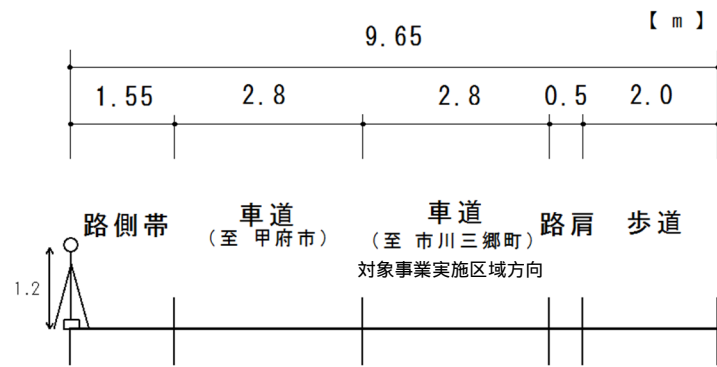 【 m 】
9.65
1.55 2.8 2.8 0.5 2.0
路側帯 車道 車道 路肩 歩道
(至 甲府市) (至 市川三郷町)
対象事業実施区域方向
1.2